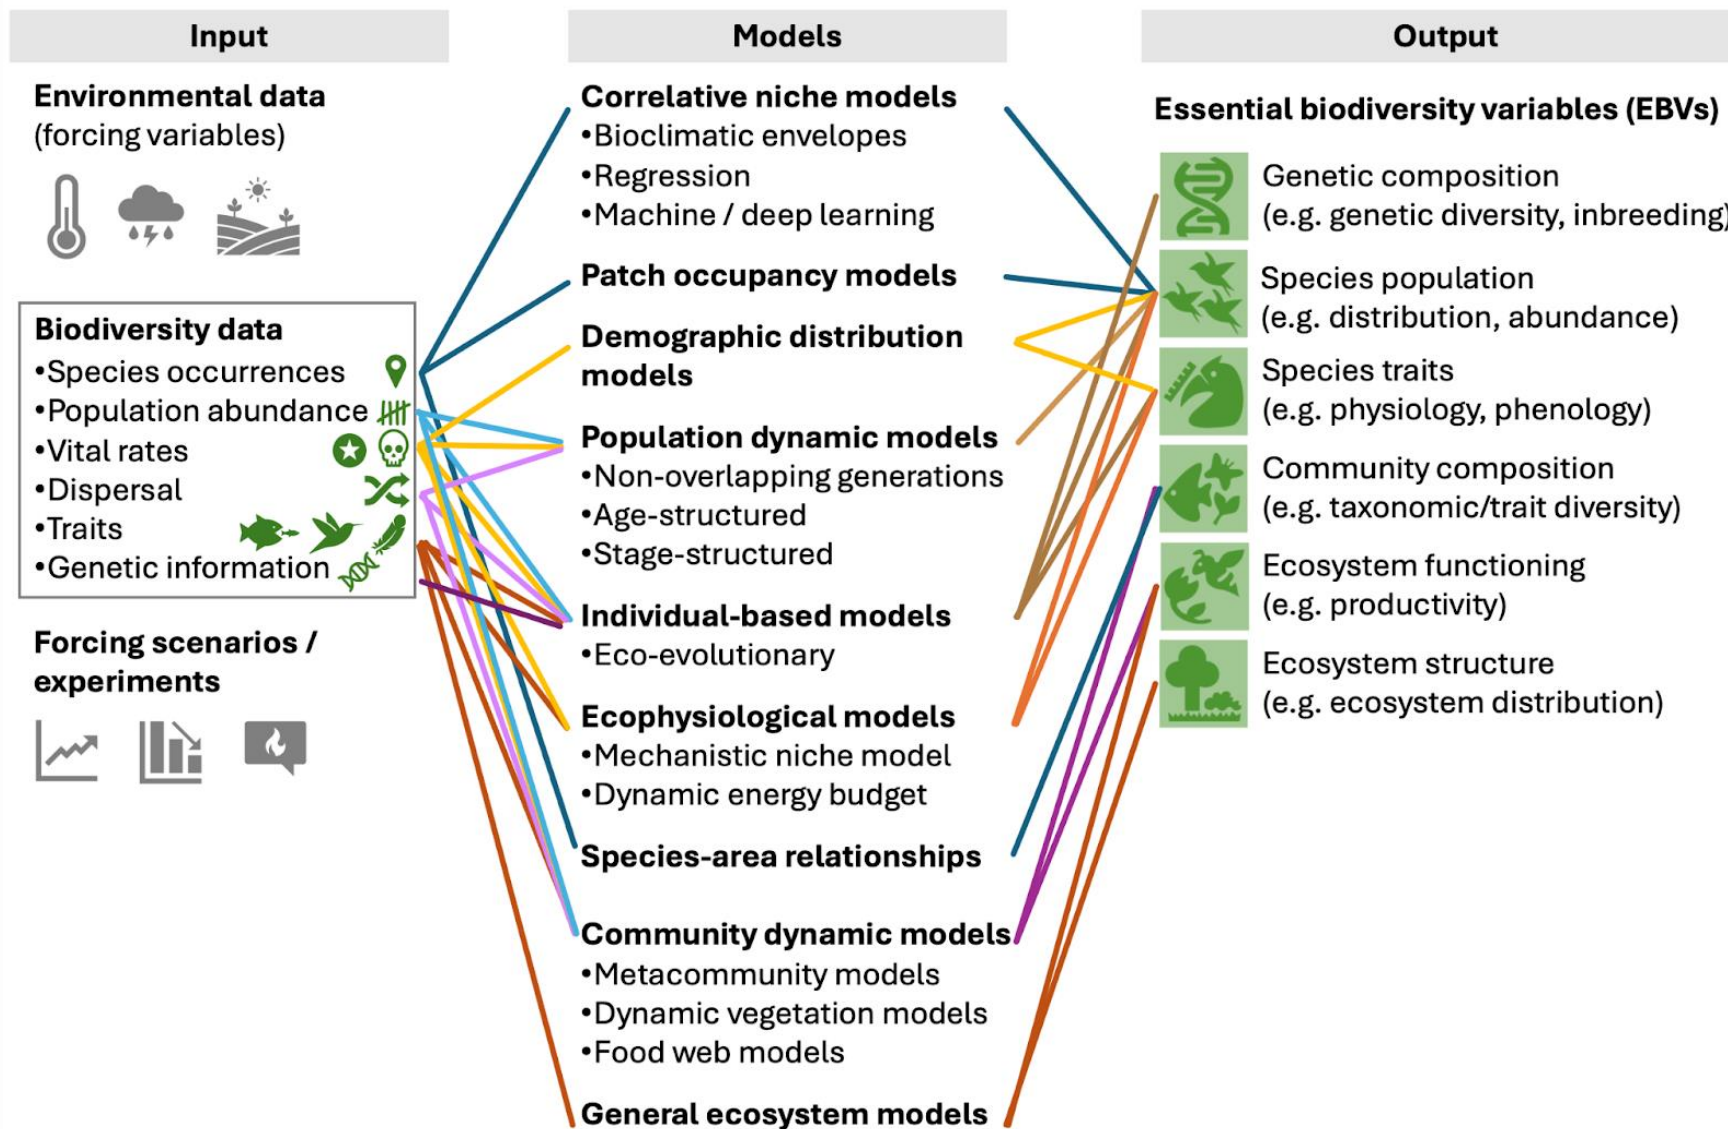 Input
Environmental data
(forcing variables)
Biodiversity data
•Species occurrences
•Population abundance
•Vital rates
•Dispersal
•Traits
•Genetic information
Forcing scenarios /
experiments
Models
Correlative niche models
•Bioclimatic envelopes
•Regression
•Machine / deep learning
Patch occupancy models
Demographic distribution
models
Population dynamic models
•Non-overlapping generations
•Age-structured
•Stage-structured
Individual-based models
•Eco-evolutionary
Ecophysiological models
•Mechanistic niche model
•Dynamic energy budget
Species-area relationships
Community dynamic models
•Metacommunity models
•Dynamic vegetation models
•Food web models
General ecosystem models
Output
Essential biodiversity variables (EBVs)
Genetic composition
(e.g. genetic diversity, inbreeding)
Species population
(e.g. distribution, abundance)
Species traits
(e.g. physiology, phenology)
Community composition
(e.g. taxonomic/trait diversity)
Ecosystem functioning
(e.g. productivity)
Ecosystem structure
(e.g. ecosystem distribution)